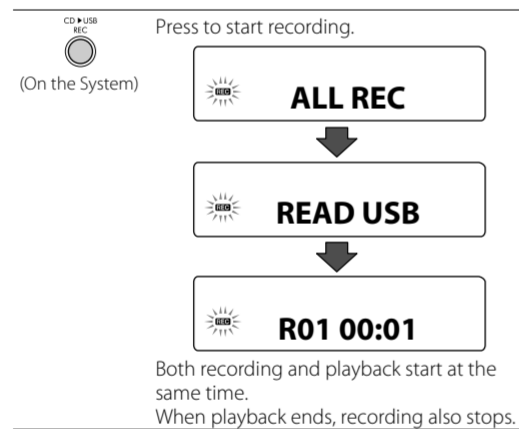 CD ▶ USB
REC
Press to start recording.
(On the System)
REC
ALL REC
REC
READ USB
REC
R01 00:01
Both recording and playback start at the
same time.
When playback ends, recording also stops.